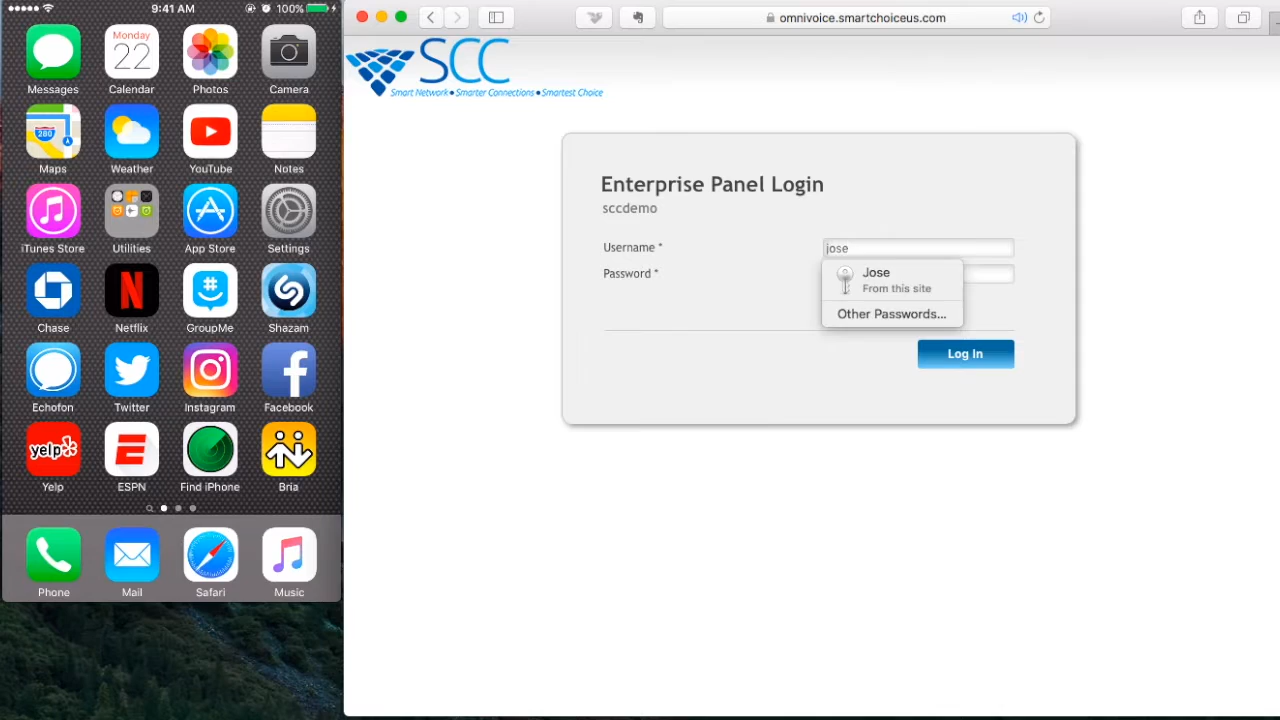 9:41 AM
100%
Monday
22
Messages
Calendar
Photos
Camera
280
Maps
Weather
YouTube
Notes
iTunes Store
Utilities
App Store
Settings
Chase
Netflix
GroupMe
Shazam
Echofon
Twitter
Instagram
Facebook
yelp
Yelp
ESPN
Find iPhone
Bria
Phone
Mail
Safari
Music
omnivoice.smartchoiceus.com
SCC
Smart Network • Smarter Connections • Smartest Choice
Enterprise Panel Login
sccdemo
Username *
jose
Password *
Jose
From this site
Other Passwords...
Log In